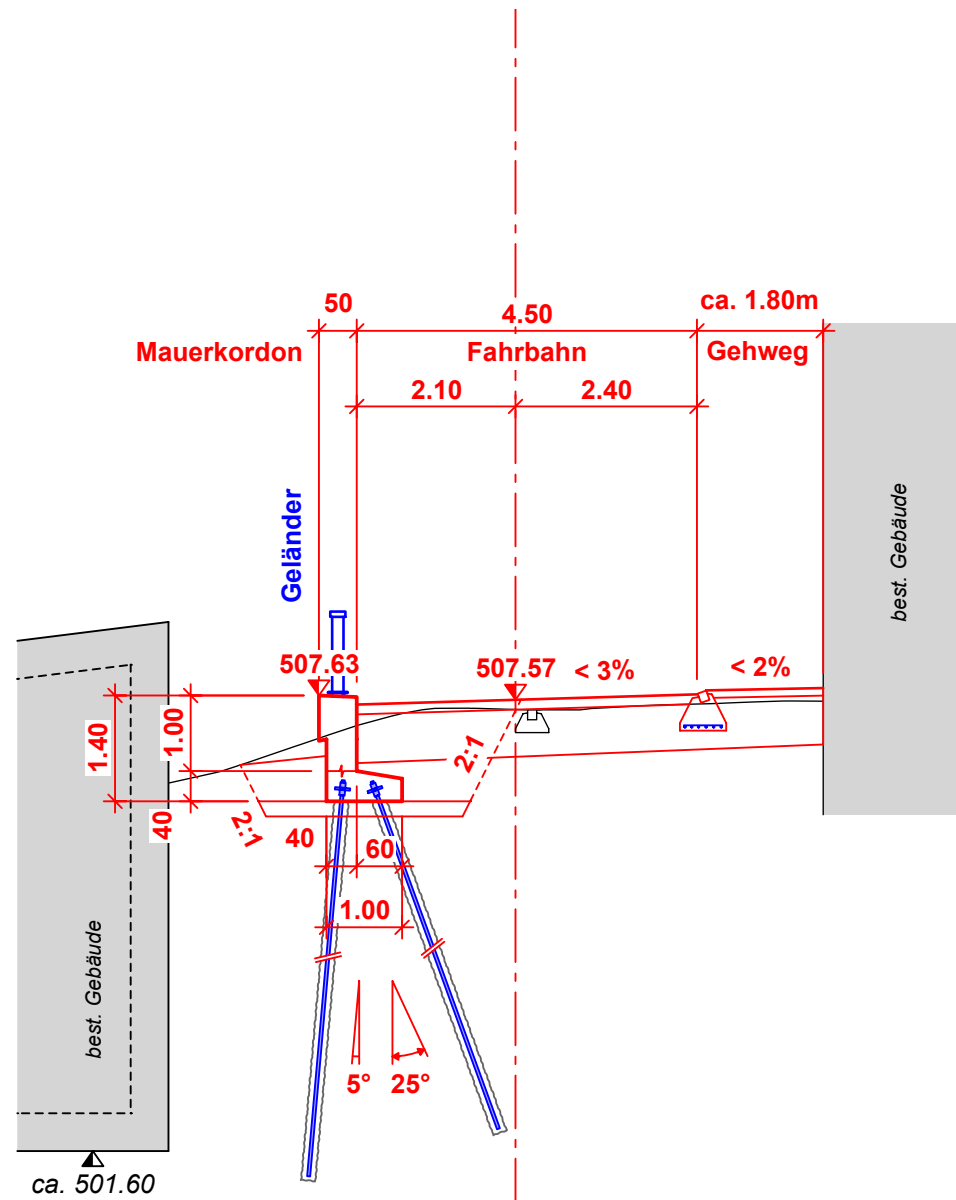 50
4.50
ca. 1.80m
Mauerkordon
Fahrbahn
Gehweg
2.10
2.40
Geländer
best. Gebäude
507.63
507.57
< 3%
< 2%
1.40
1.00
40
2:1
2:1
40
60
1.00
best. Gebäude
5°
25°
ca. 501.60